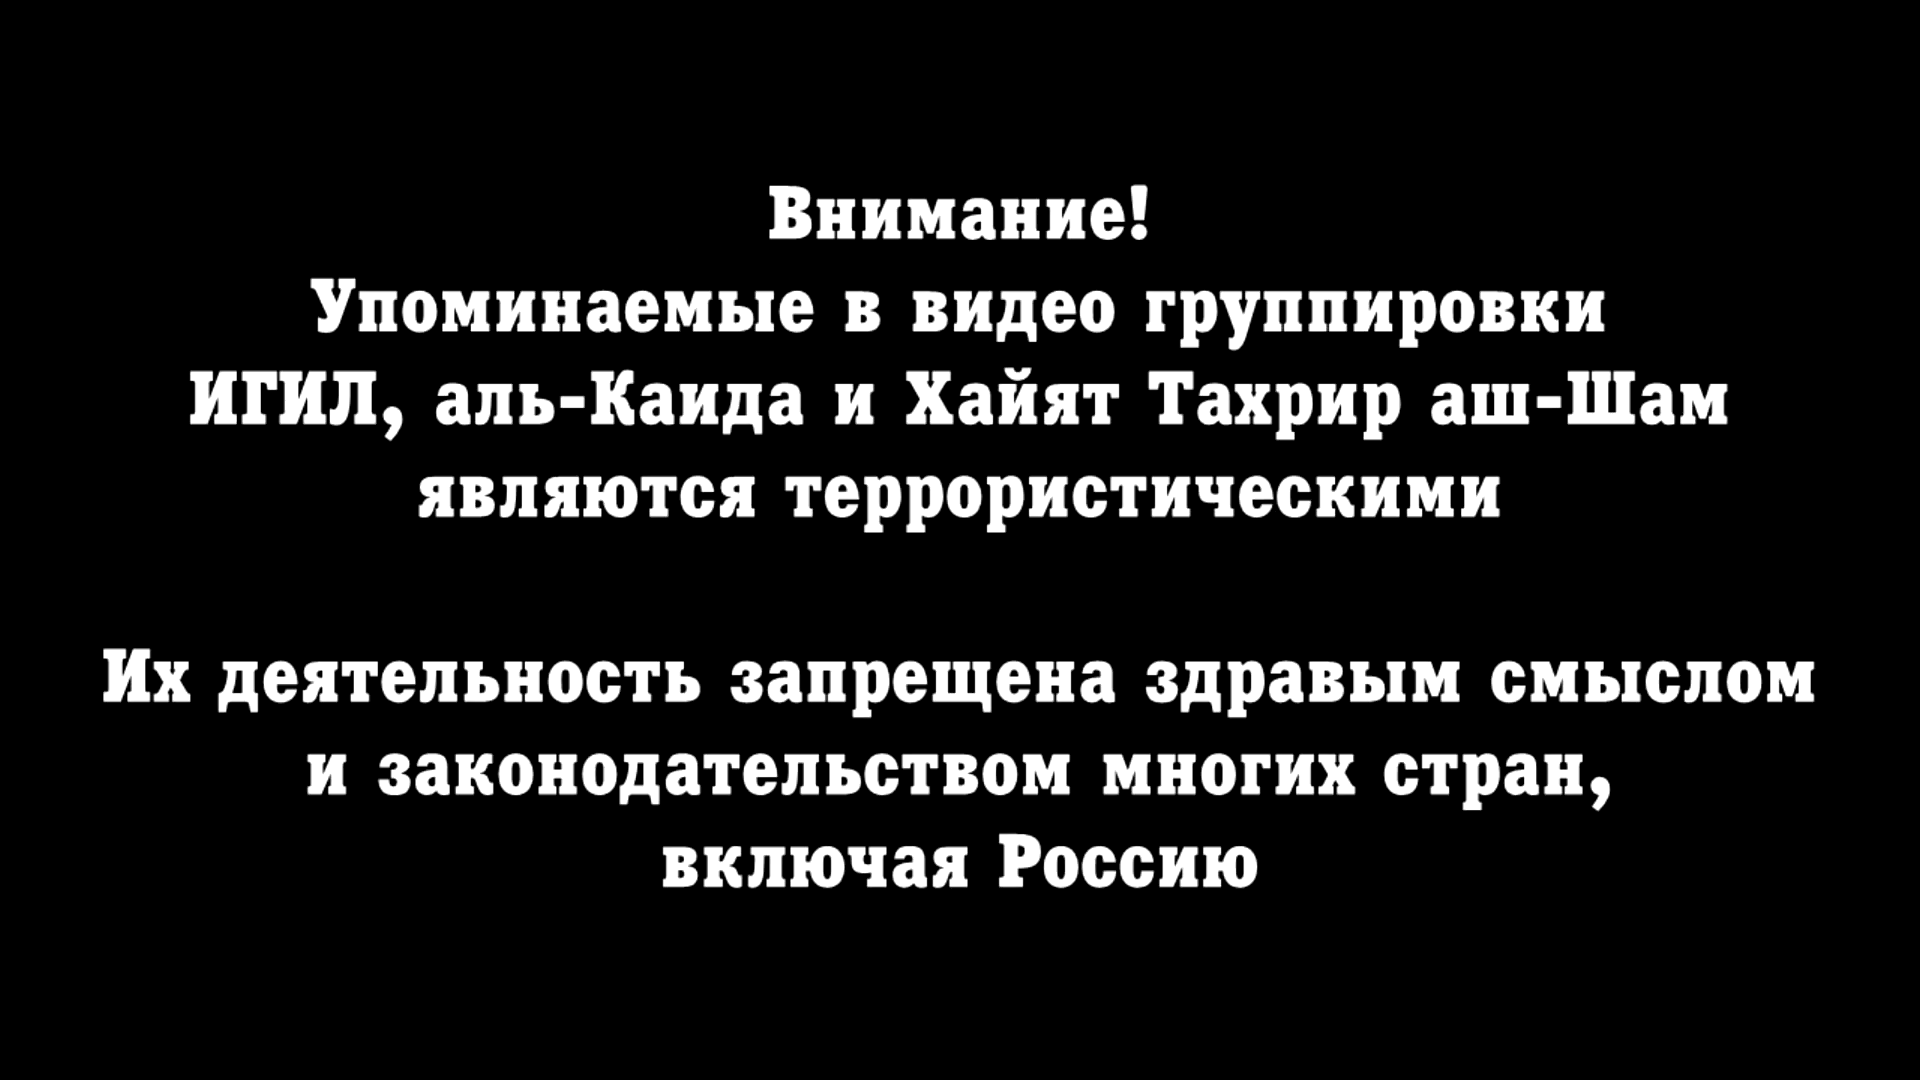 Внимание!
Упоминаемые в видео группировки
ИГИЛ, аль-Каида и Хайят Тахрир аш-Шам
являются террористическими
Их деятельность запрещена здравым смыслом
и законодательством многих стран,
включая Россию